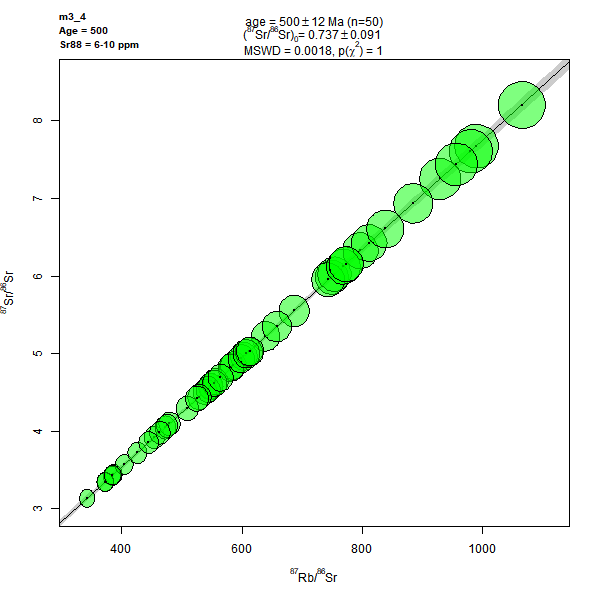 m3_4
Age = 500
Sr88 = 6-10 ppm
age = 500 ± 12 Ma (n=50)
(⁸⁷Sr/⁸⁶Sr)₀= 0.737 ± 0.091
MSWD = 0.0018, p(χ²) = 1
8
7
6
5
4
3
⁸⁷Sr/⁸⁶Sr
400 600 800 1000
⁸⁷Rb/⁸⁶Sr